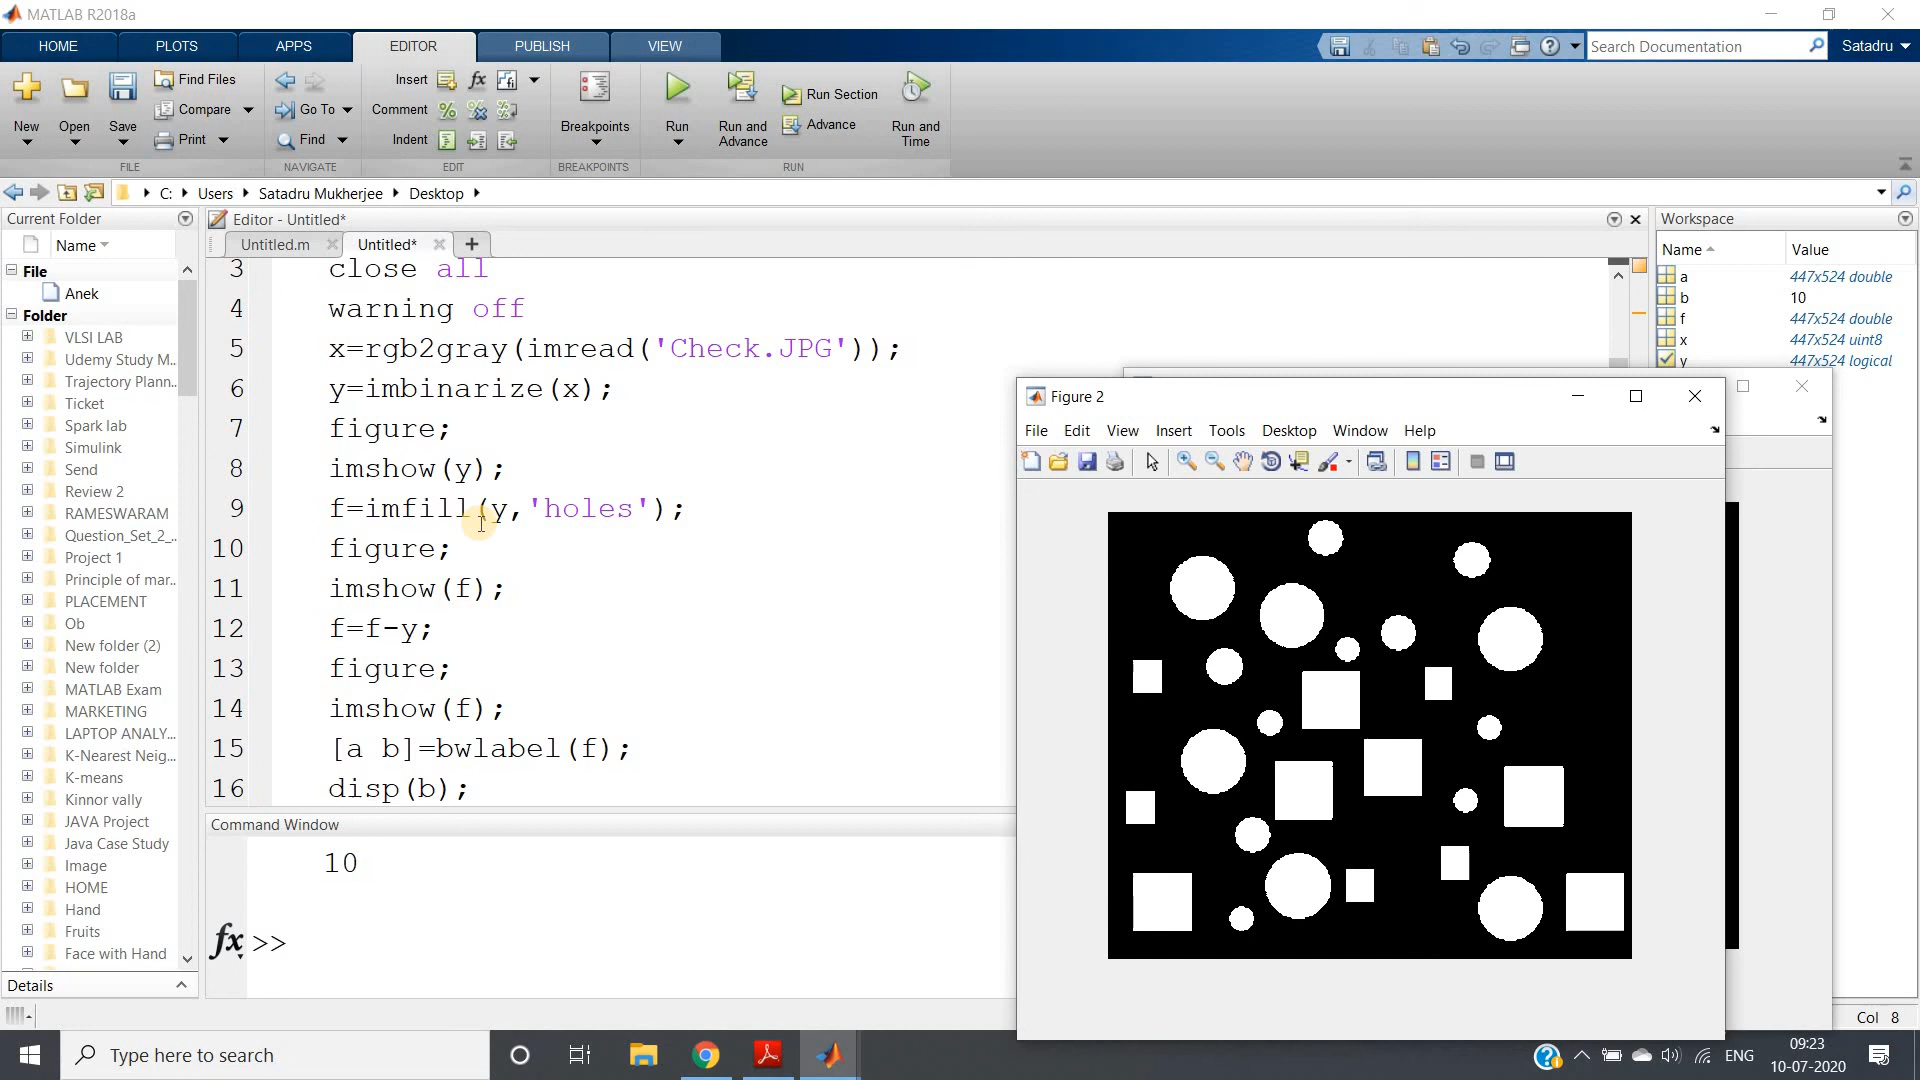 MATLAB R2018a
HOME PLOTS APPS EDITOR PUBLISH VIEW
Search Documentation Satadru
New Open Save
Find Files
Compare
Print
FILE
Go To
Find
NAVIGATE
Insert fx
Comment
Indent
EDIT
Breakpoints
BREAKPOINTS
Run
Run and Advance
Run Section
Advance
Run and Time
RUN
C: Users Satadru Mukherjee Desktop
Current Folder
Name
File
Anek
Folder
VLSI LAB
Udemy Study M...
Trajectory Plann...
Ticket
Spark lab
Simulink
Send
Review 2
RAMESWARAM
Question_Set_2_...
Project 1
Principle of mar...
PLACEMENT
Ob
New folder (2)
New folder
MATLAB Exam
MARKETING
LAPTOP ANALY...
K-Nearest Neig...
K-means
Kinnor vally
JAVA Project
Java Case Study
Image
HOME
Hand
Fruits
Face with Hand
Details
Editor - Untitled*
Untitled.m Untitled*
3 close all
4 warning off
5 x=rgb2gray(imread('Check.JPG'));
6 y=imbinarize(x);
7 figure;
8 imshow(y);
9 f=imfill(y,'holes');
10 figure;
11 imshow(f);
12 f=f-y;
13 figure;
14 imshow(f);
15 [a b]=bwlabel(f);
16 disp(b);
Command Window
10
fx >>
Workspace
Name Value
a 447x524 double
b 10
f 447x524 double
x 447x524 uint8
y 447x524 logical
Figure 2
File Edit View Insert Tools Desktop Window Help
Col 8
Type here to search
ENG
09:23
10-07-2020